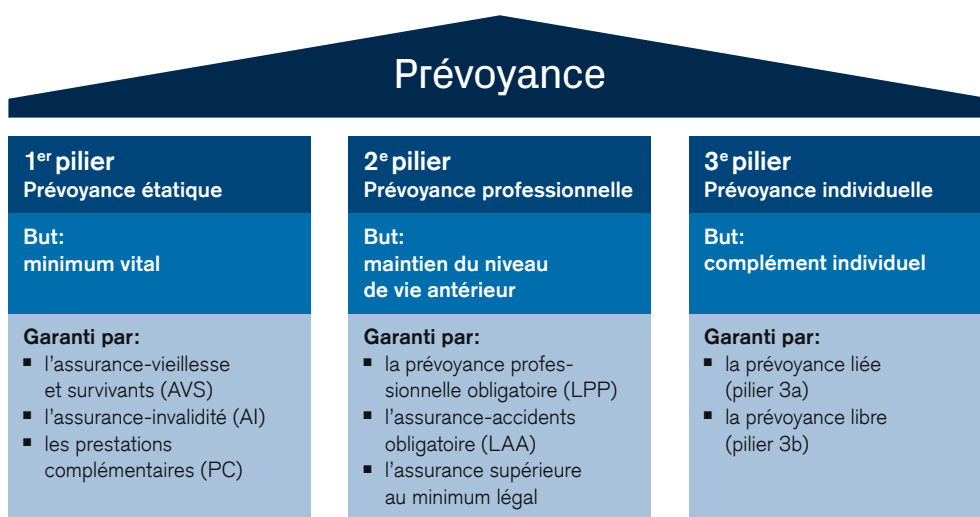 Prévoyance
1er pilier
Prévoyance étatique
But:
minimum vital
Garanti par:
▪ l'assurance-vieillesse
et survivants (AVS)
▪ l'assurance-invalidité (AI)
▪ les prestations
complémentaires (PC)
2e pilier
Prévoyance professionnelle
But:
maintien du niveau
de vie antérieur
Garanti par:
▪ la prévoyance profes-
sionnelle obligatoire (LPP)
▪ l'assurance-accidents
obligatoire (LAA)
▪ l'assurance supérieure
au minimum légal
3e pilier
Prévoyance individuelle
But:
complément individuel
Garanti par:
▪ la prévoyance liée
(pilier 3a)
▪ la prévoyance libre
(pilier 3b)